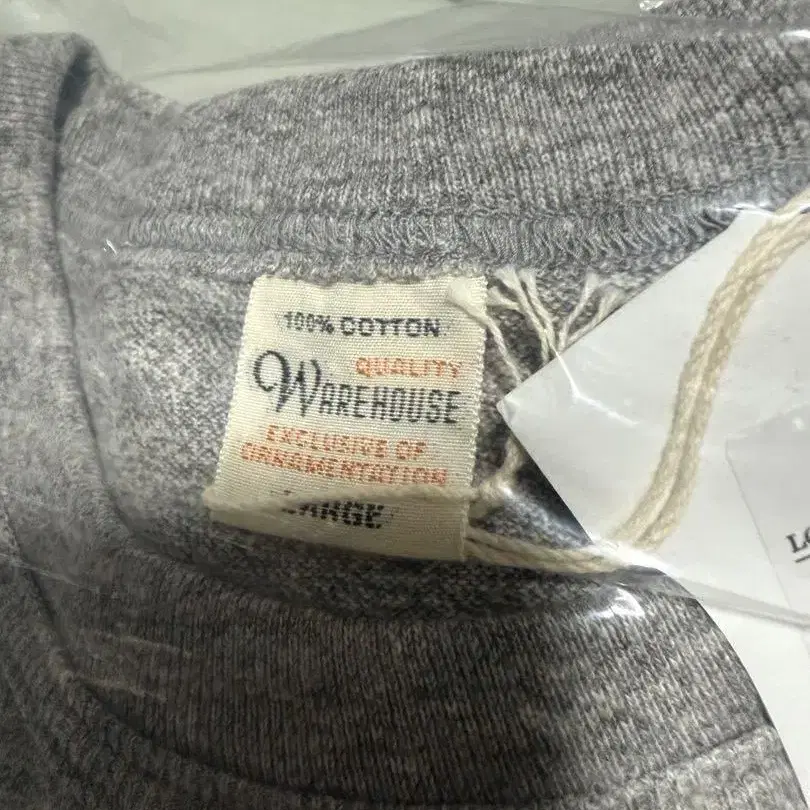 100% COTTON
QUALITY
WAREHOUSE
EXCLUSIVE OF
ORNAMENTATION
LARGE